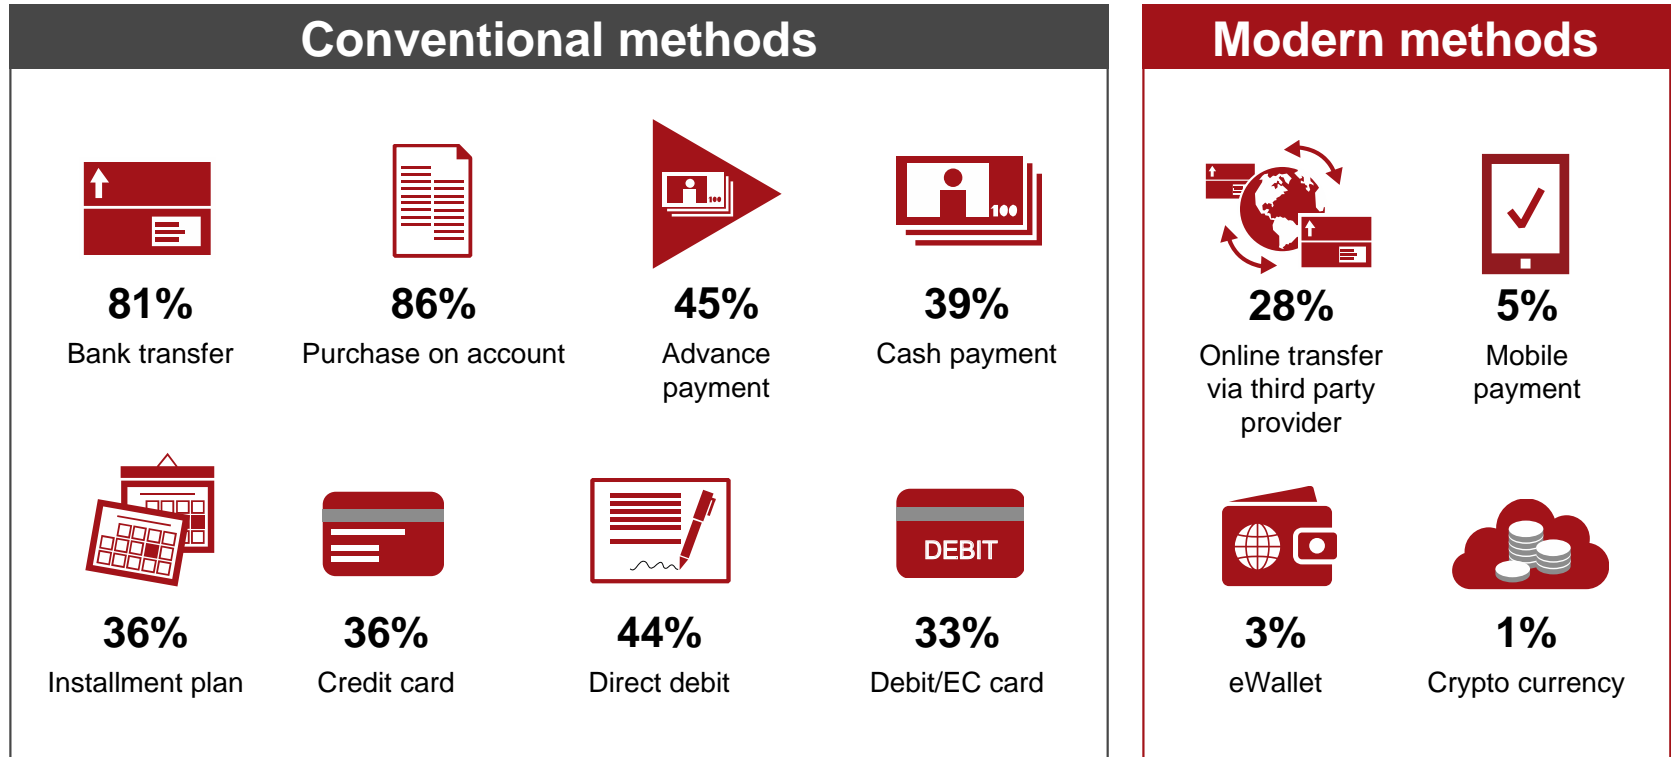 Conventional methods
Modern methods
100
100
81%
86%
45%
39%
28%
5%
Bank transfer
Purchase on account
Advance
payment
Cash payment
Online transfer
via third party
provider
Mobile
payment
DEBIT
36%
36%
44%
33%
3%
1%
Installment plan
Credit card
Direct debit
Debit/EC card
eWallet
Crypto currency